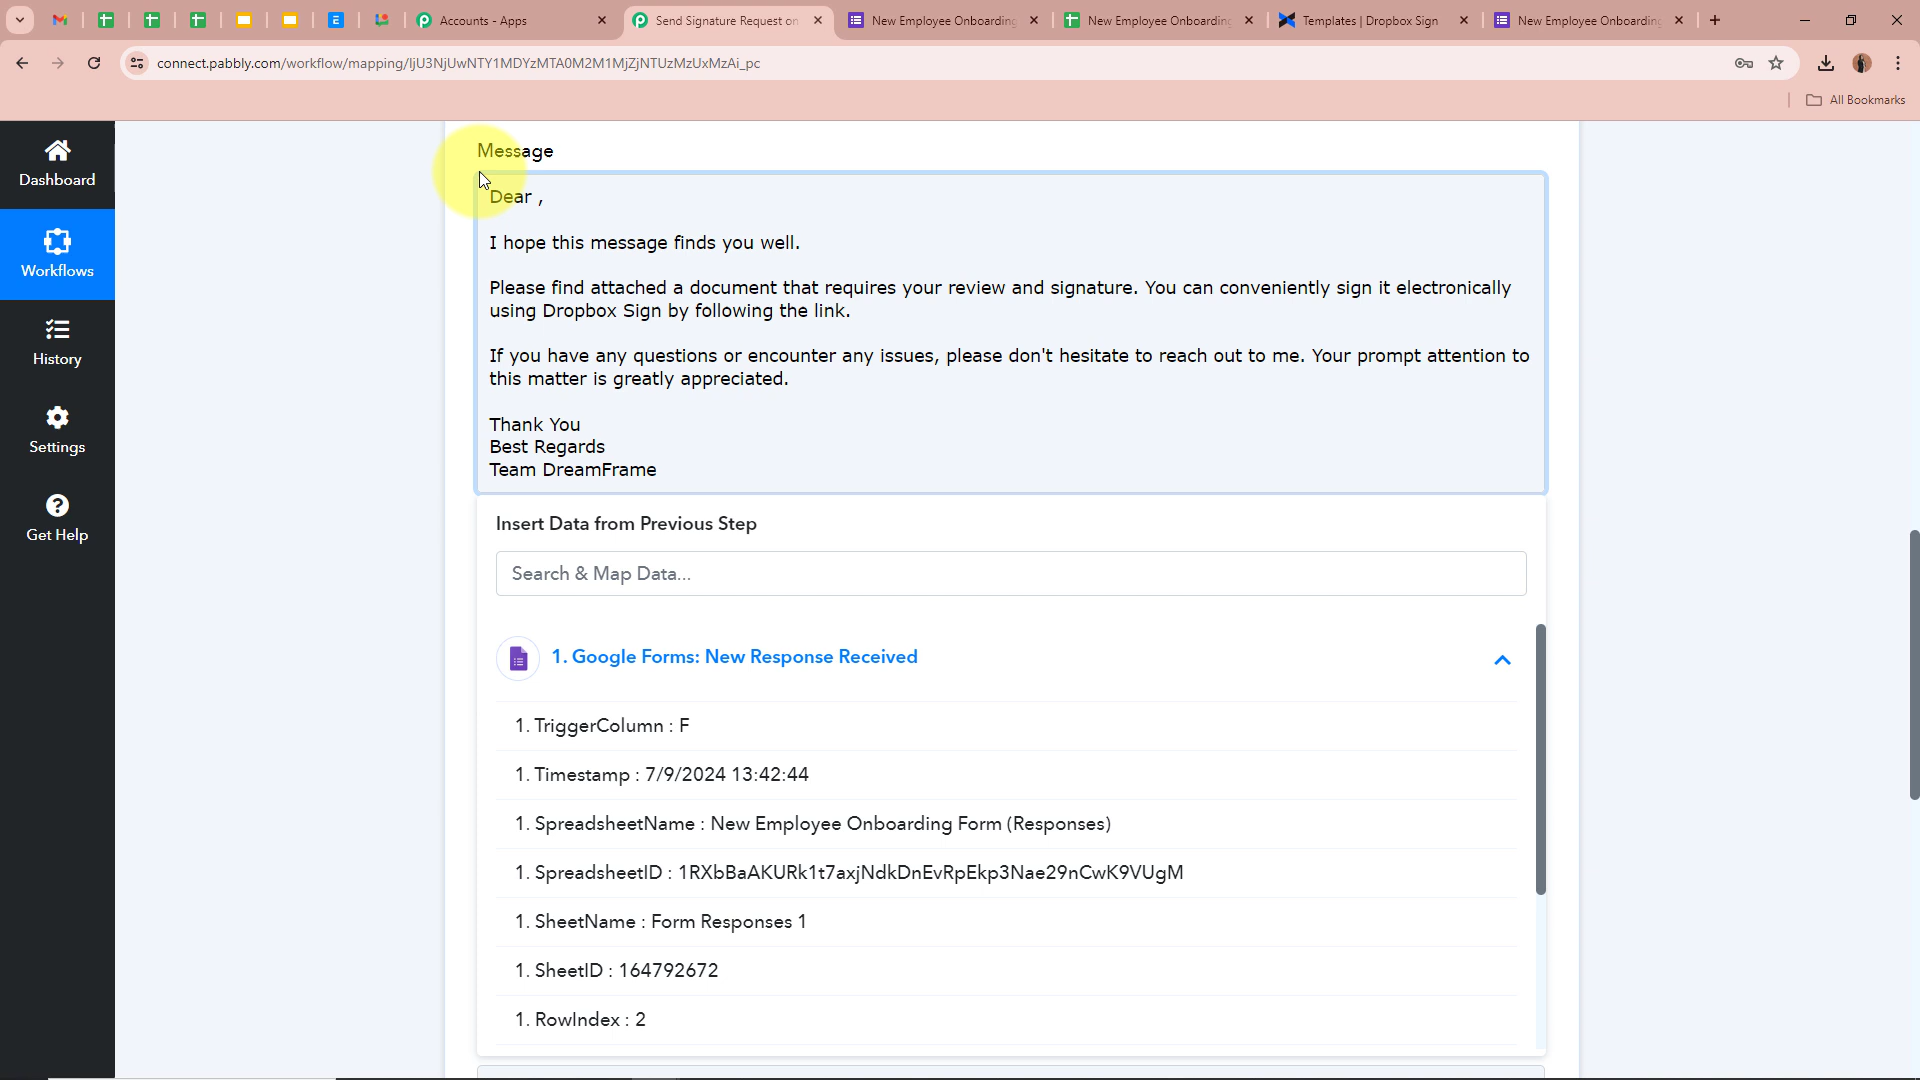 Accounts - Apps
Send Signature Request on
New Employee Onboarding
New Employee Onboarding
Templates | Dropbox Sign
New Employee Onboarding
connect.pabbly.com/workflow/mapping/IjU3NjUwNTY1MDYzMTA0M2M1MjZjNTUzMzUxMzAi_pc
All Bookmarks
Dashboard
Workflows
History
Settings
Get Help
Message
Dear ,
I hope this message finds you well.
Please find attached a document that requires your review and signature. You can conveniently sign it electronically
using Dropbox Sign by following the link.
If you have any questions or encounter any issues, please don't hesitate to reach out to me. Your prompt attention to
this matter is greatly appreciated.
Thank You
Best Regards
Team DreamFrame
Insert Data from Previous Step
Search & Map Data...
1. Google Forms: New Response Received
1. TriggerColumn : F
1. Timestamp : 7/9/2024 13:42:44
1. SpreadsheetName : New Employee Onboarding Form (Responses)
1. SpreadsheetID : 1RXbBaAKURk1t7axjNdkDnEvRpEkp3Nae29nCwK9VUgM
1. SheetName : Form Responses 1
1. SheetID : 164792672
1. RowIndex : 2